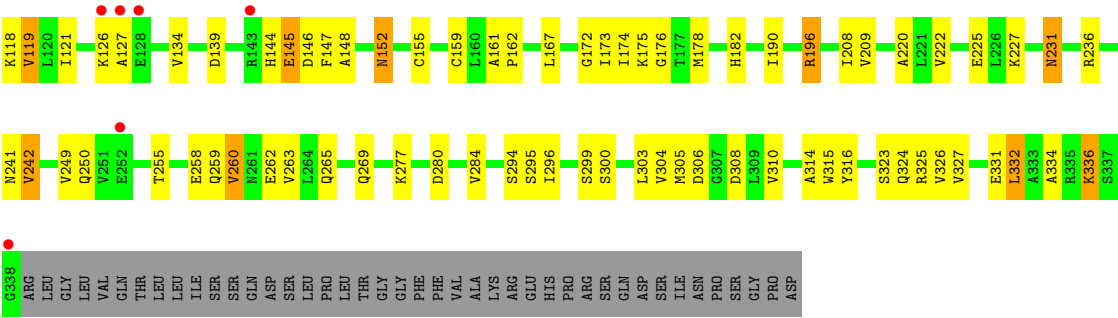 K118 V119 L120 I121 K126 A127 E128 V134 D139 R143 H144 E145 D146 F147 A148 N152 C155 C159 L160 A161 P162 L167 G172 I173 I174 K175 G176 T177 M178 H182 I190 R196 I208 V209 A220 L221 V222 E225 L226 K227 N231 R236
N241 V242 V249 Q250 V251 E252 T255 E258 Q259 V260 N261 E262 V263 L264 Q265 Q269 K277 D280 V284 S294 S295 I296 S299 S300 L303 V304 M305 D306 G307 D308 L309 V310 A314 W315 Y316 S323 Q324 R325 V326 V327 E331 L332 A333 A334 R335 K336 S337
G338 ARG LEU GLY LEU VAL GLN THR LEU LEU ILE SER SER GLN ASP SER LEU PRO LEU THR GLY GLY PHE PHE VAL ALA LYS ARG GLU HIS PRO ARG SER GLN ASP SER ILE ASN PRO SER GLY PRO ASP